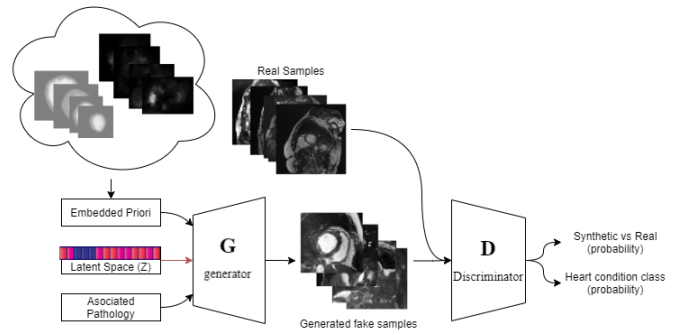 Real Samples
Embedded Priori
Latent Space (Z)
Asociated
Pathology
G
generator
Generated fake samples
D
Discriminator
Synthetic vs Real
(probability)
Heart condition class
(probability)